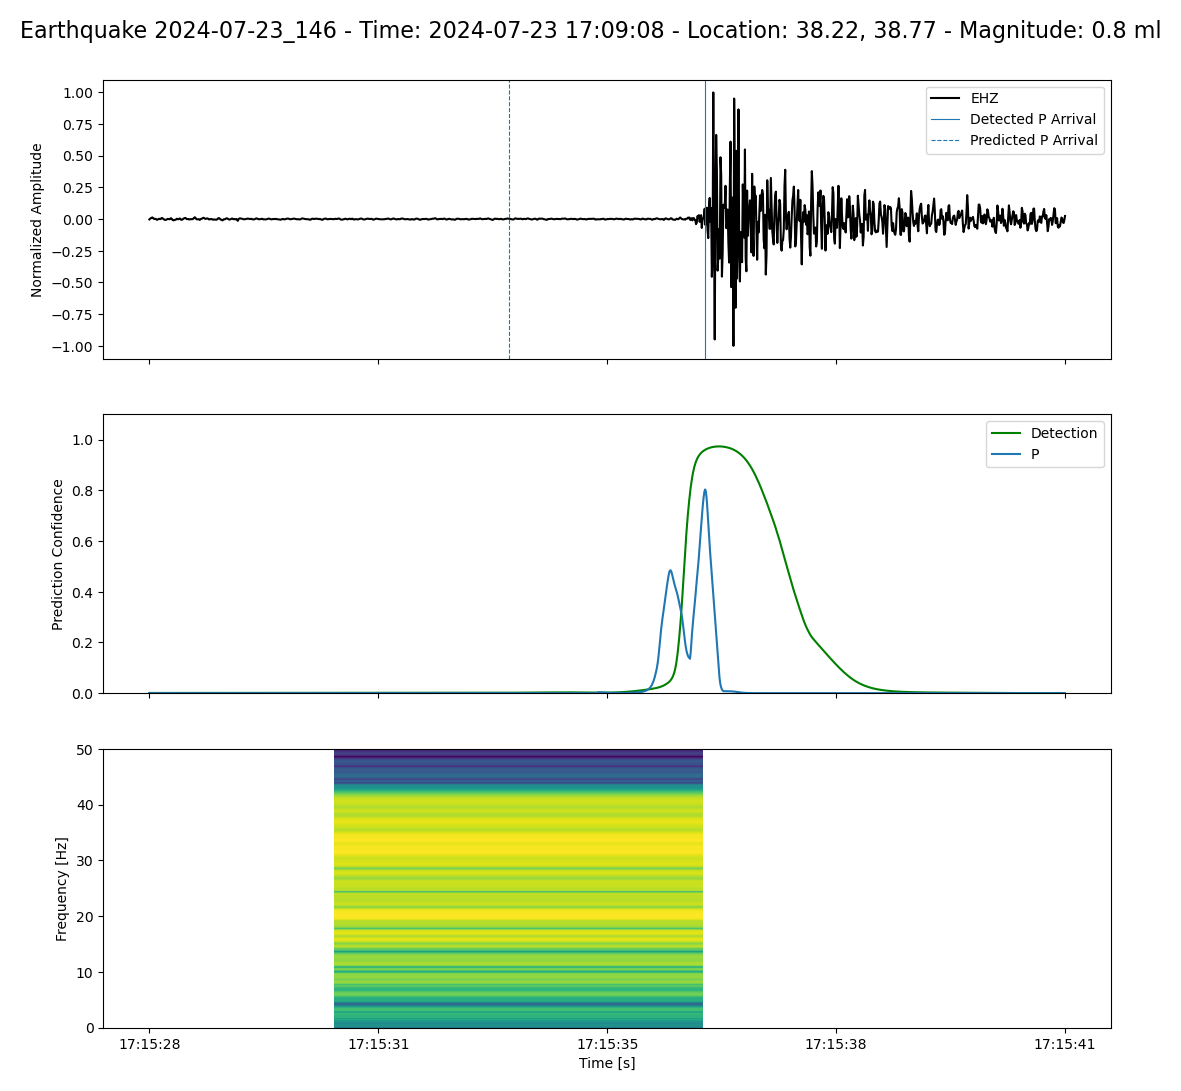 Earthquake 2024-07-23_146 - Time: 2024-07-23 17:09:08 - Location: 38.22, 38.77 - Magnitude: 0.8 ml
Normalized Amplitude
1.00
0.75
0.50
0.25
0.00
−0.25
−0.50
−0.75
−1.00
EHZ
Detected P Arrival
Predicted P Arrival
Prediction Confidence
1.0
0.8
0.6
0.4
0.2
0.0
Detection
P
Frequency [Hz]
50
40
30
20
10
0
17:15:28 17:15:31 17:15:35 17:15:38 17:15:41
Time [s]